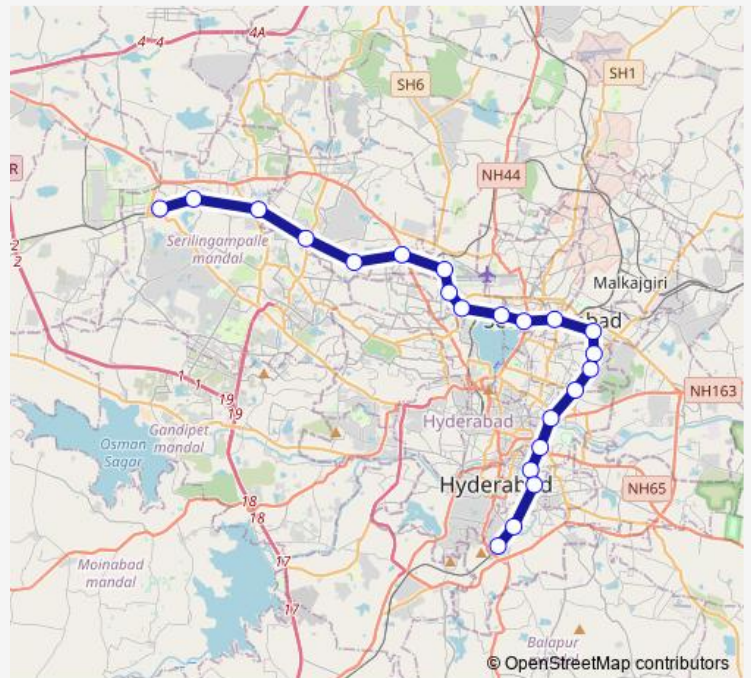 4
4
4A
SH6
SH1
NH44
R
2
2
Serilingampalle
mandal
Malkajgiri
bad
1
1
19
19
NH163
Hyderabad
Gandipet
mandal
Osman
Sagar
Hyderabad
NH65
18
18
Moinabad
mandal
17
17
Balapur
© OpenStreetMap contributors